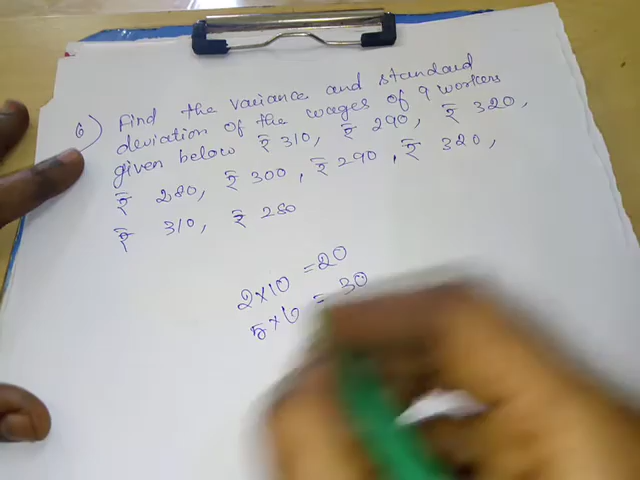 6) Find the variance and standard
deviation of the wages of 9 workers
given below ₹ 310, ₹ 290, ₹ 320,
₹ 280, ₹ 300, ₹ 290, ₹ 320,
₹ 310, ₹ 280
2×10 = 20
5×6 = 30